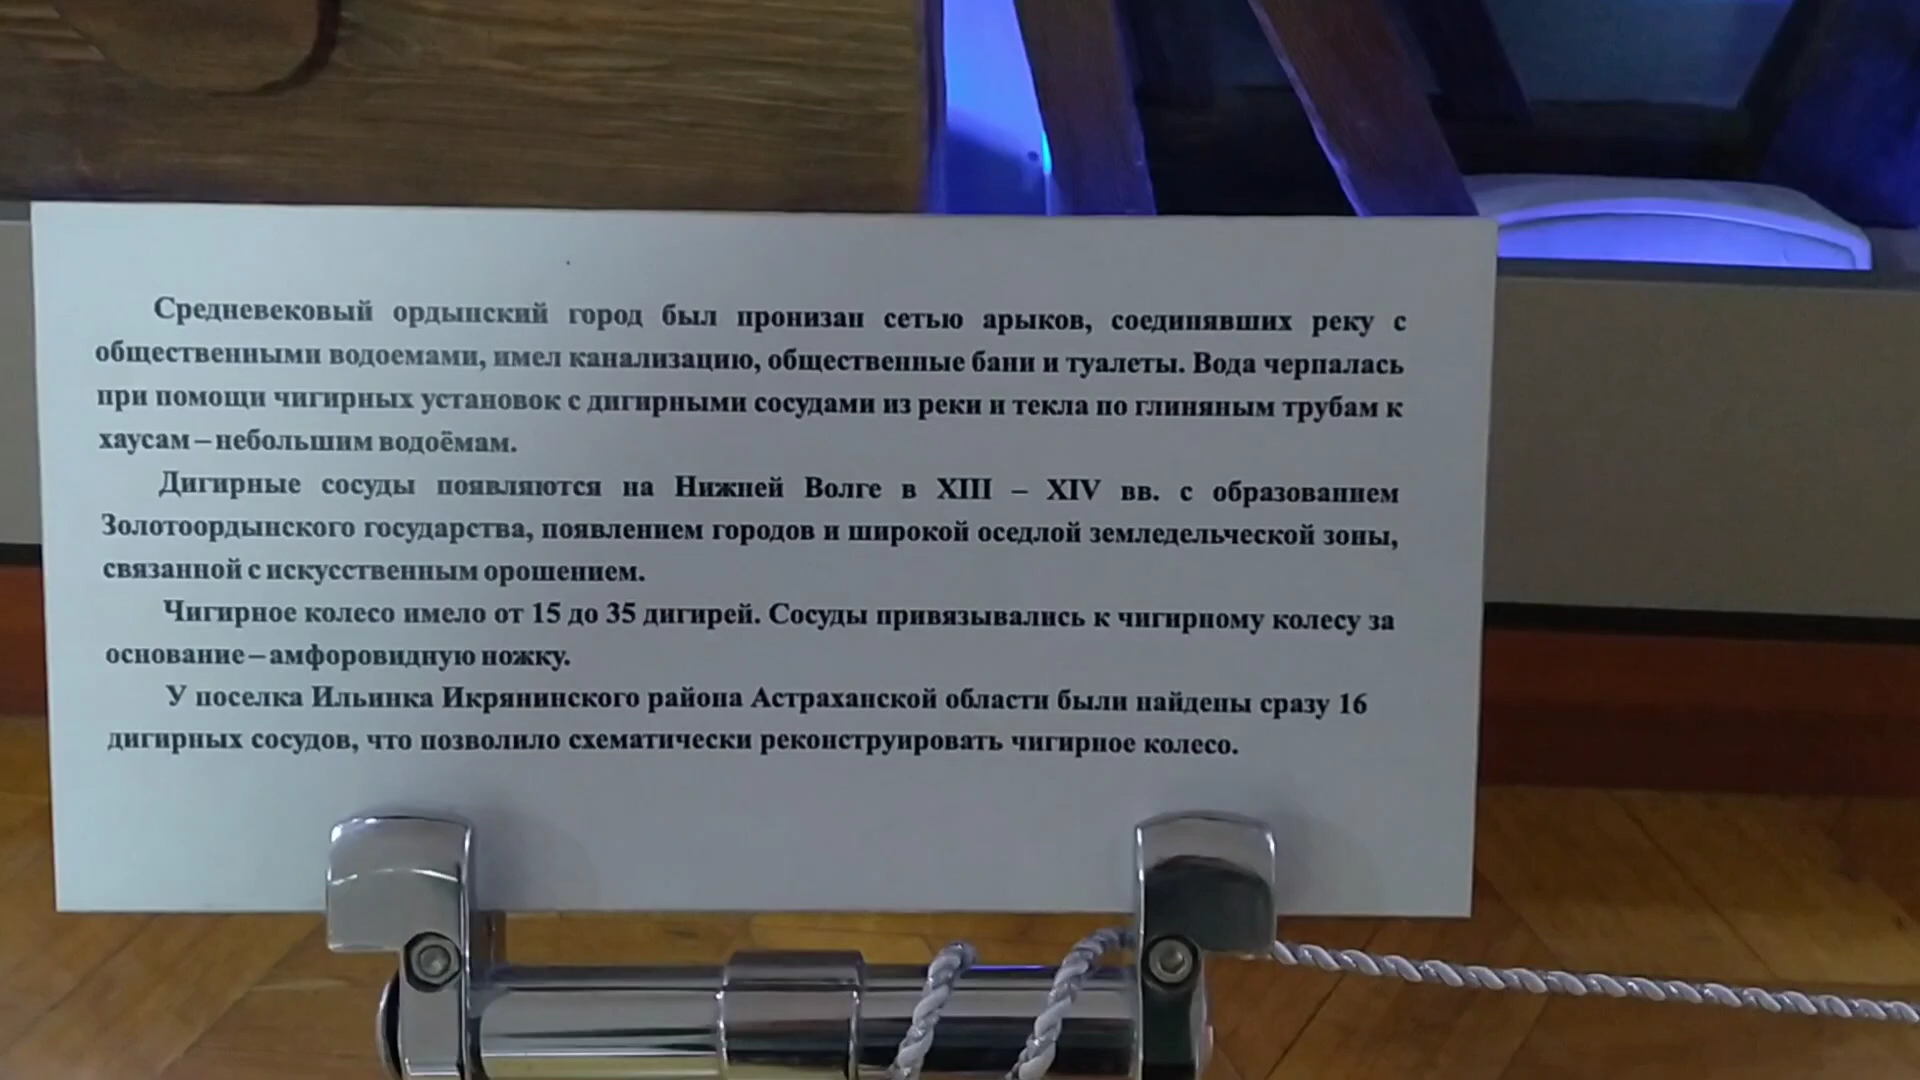 Средневековый ордынский город был пронизан сетью арыков, соединявших реку с
общественными водоемами, имел канализацию, общественные бани и туалеты. Вода черпалась
при помощи чигирных установок с дигирными сосудами из реки и текла по глиняным трубам к
хаусам – небольшим водоёмам.
Дигирные сосуды появляются на Нижней Волге в XIII – XIV вв. с образованием
Золотоордынского государства, появлением городов и широкой оседлой земледельческой зоны,
связанной с искусственным орошением.
Чигирное колесо имело от 15 до 35 дигирей. Сосуды привязывались к чигирному колесу за
основание – амфоровидную ножку.
У поселка Ильинка Икрянинского района Астраханской области были найдены сразу 16
дигирных сосудов, что позволило схематически реконструировать чигирное колесо.